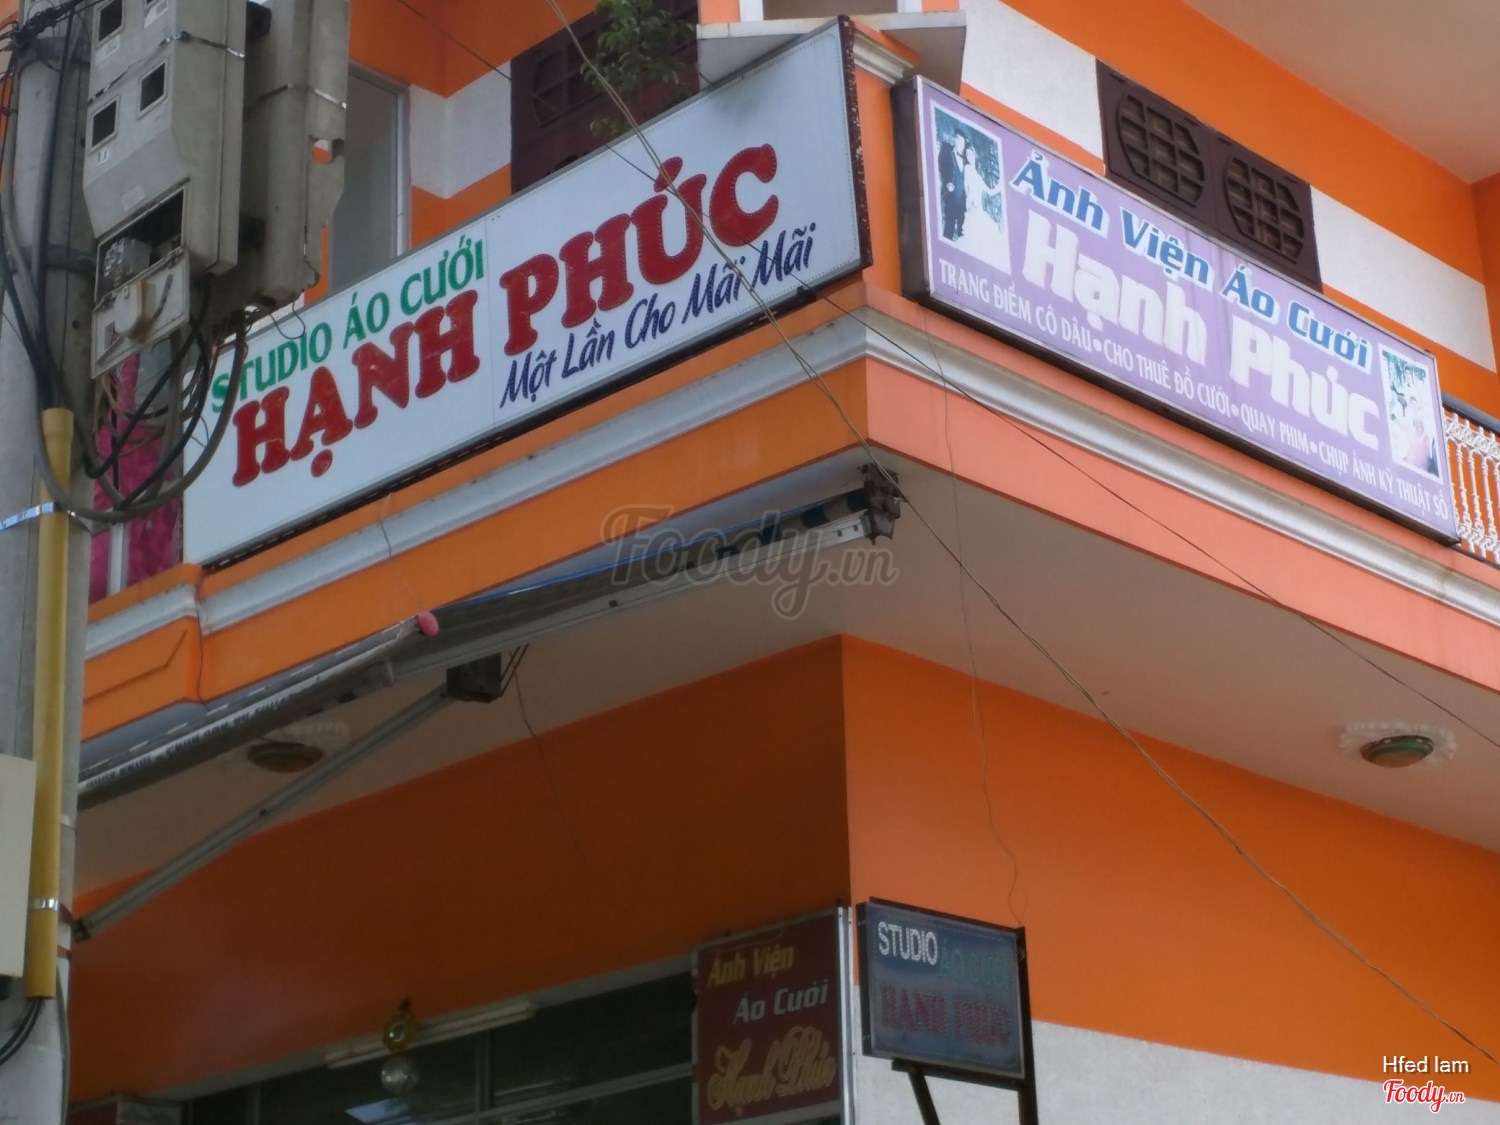 STUDIO ÁO CƯỚI
HẠNH PHÚC
Một Lần Cho Mãi Mãi
Ảnh Viện Áo Cưới
Hạnh Phúc
TRANG ĐIỂM CÔ DÂU • CHO THUÊ ĐỒ CƯỚI • QUAY PHIM • CHỤP ẢNH KỸ THUẬT SỐ
Foody.vn
Ảnh Viện
Áo Cưới
Hạnh Phúc
STUDIO
ÁO CƯỚI
HẠNH PHÚC
Hfed lam
Foody.vn